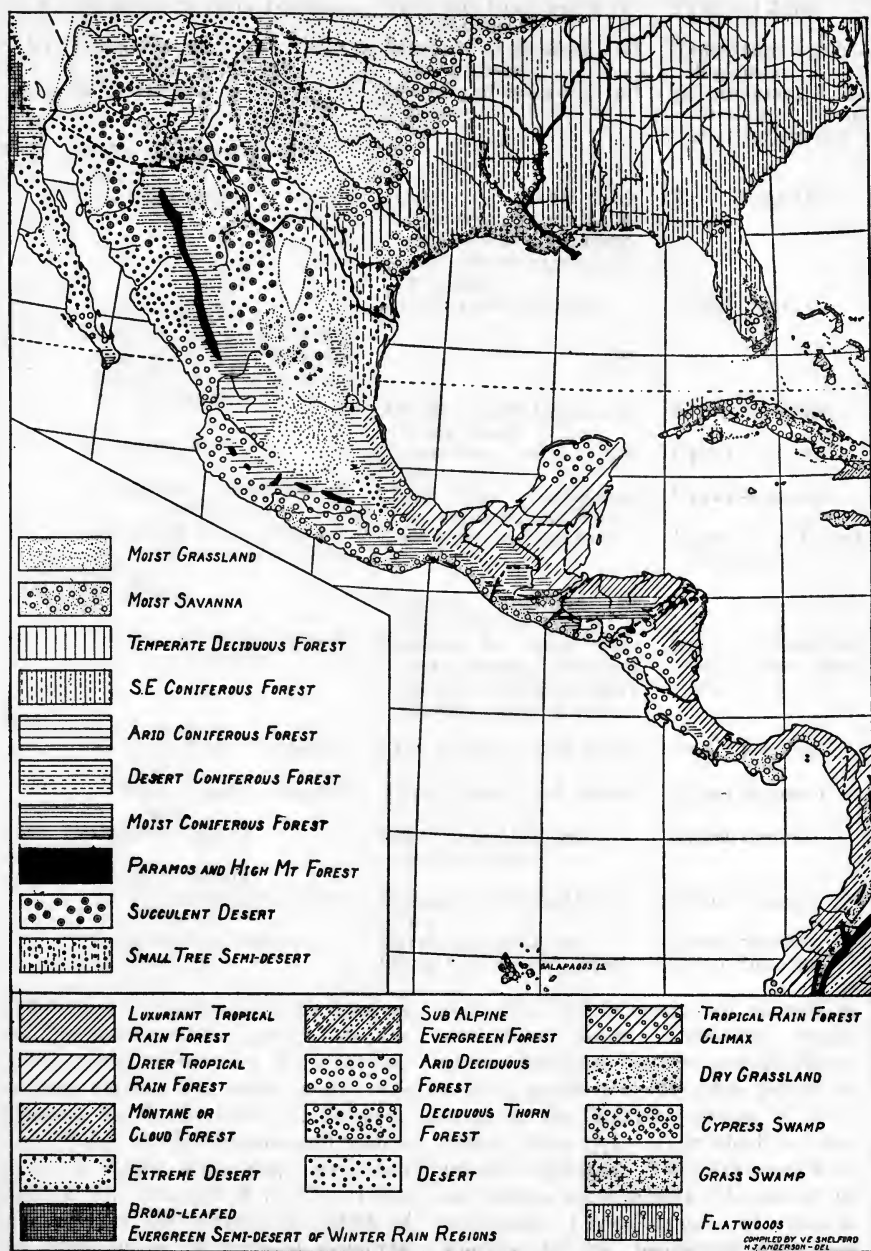 MOIST GRASSLAND
MOIST SAVANNA
TEMPERATE DECIDUOUS FOREST
S.E CONIFEROUS FOREST
ARID CONIFEROUS FOREST
DESERT CONIFEROUS FOREST
MOIST CONIFEROUS FOREST
PARAMOS AND HIGH MT FOREST
SUCCULENT DESERT
SMALL TREE SEMI-DESERT
GALAPAGOS IS.
LUXURIANT TROPICAL
RAIN FOREST
DRIER TROPICAL
RAIN FOREST
MONTANE OR
CLOUD FOREST
EXTREME DESERT
BROAD-LEAFED
EVERGREEN SEMI-DESERT OF WINTER RAIN REGIONS
SUB ALPINE
EVERGREEN FOREST
ARID DECIDUOUS
FOREST
DECIDUOUS THORN
FOREST
DESERT
TROPICAL RAIN FOREST
CLIMAX
DRY GRASSLAND
CYPRESS SWAMP
GRASS SWAMP
FLATWOODS
COMPILED BY V.E SHELFORD
H.J. ANDERSON - DEL